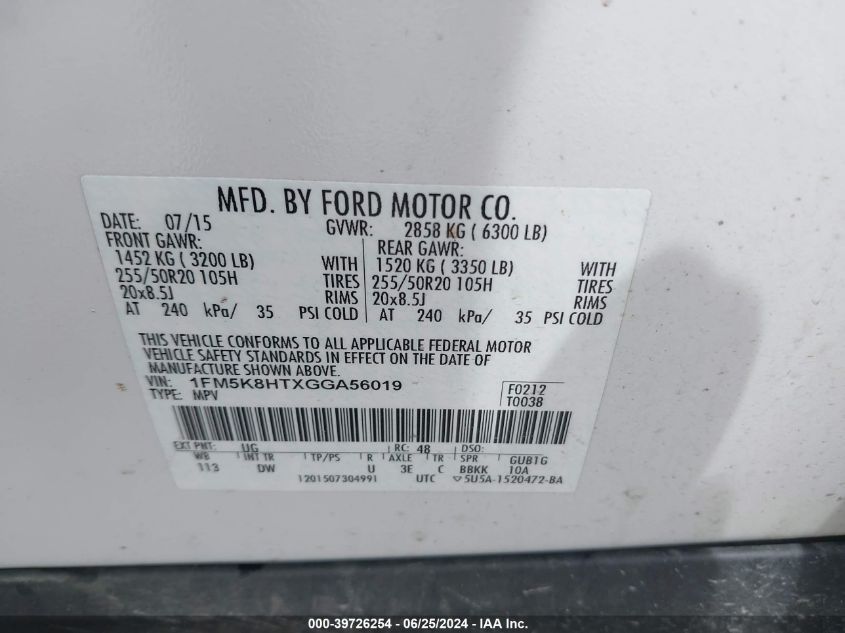 MFD. BY FORD MOTOR CO.
DATE: 07/15 GVWR: 2858 KG ( 6300 LB)
FRONT GAWR: REAR GAWR:
1452 KG ( 3200 LB) WITH 1520 KG ( 3350 LB) WITH
255/50R20 105H TIRES 255/50R20 105H TIRES
20x8.5J RIMS 20x8.5J RIMS
AT 240 kPa/ 35 PSI COLD AT 240 kPa/ 35 PSI COLD
THIS VEHICLE CONFORMS TO ALL APPLICABLE FEDERAL MOTOR
VEHICLE SAFETY STANDARDS IN EFFECT ON THE DATE OF
MANUFACTURE SHOWN ABOVE.
VIN: 1FM5K8HTXGGA56019 F0212
TYPE: MPV T0038
EXT PNT: UG RC: 48 DSO:
WB INT TR TP/PS R AXLE TR SPR GUB1G
113 DW U 3E C BBKK 10A
1201507304991 UTC ▽5U5A-1520472-BA
000-39726254 / 06/25/2024 - IAA Inc.